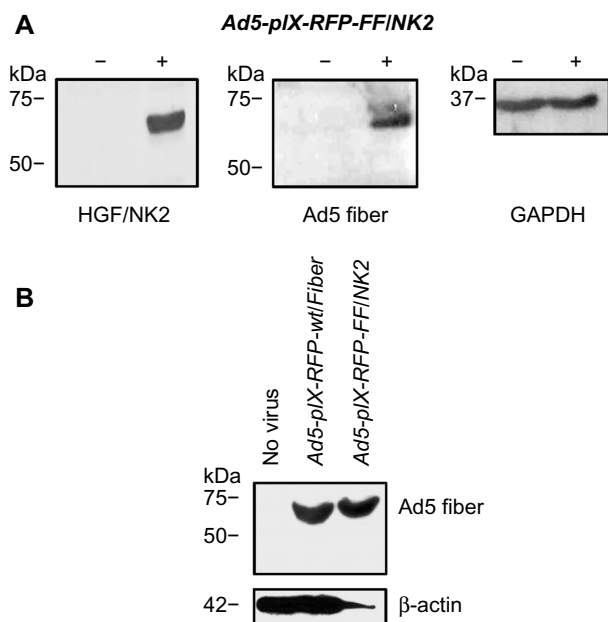 A
Ad5-pIX-RFP-FF/NK2
kDa
− +
75−
50−
HGF/NK2
kDa
− +
75−
50−
Ad5 fiber
kDa
− +
37−
GAPDH
B
No virus
Ad5-pIX-RFP-wt/Fiber
Ad5-pIX-RFP-FF/NK2
kDa
75−
50−
Ad5 fiber
42−
β-actin